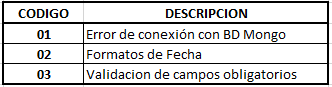 CODIGO DESCRIPCION
01 Error de conexión con BD Mongo
02 Formatos de Fecha
03 Validacion de campos obligatorios